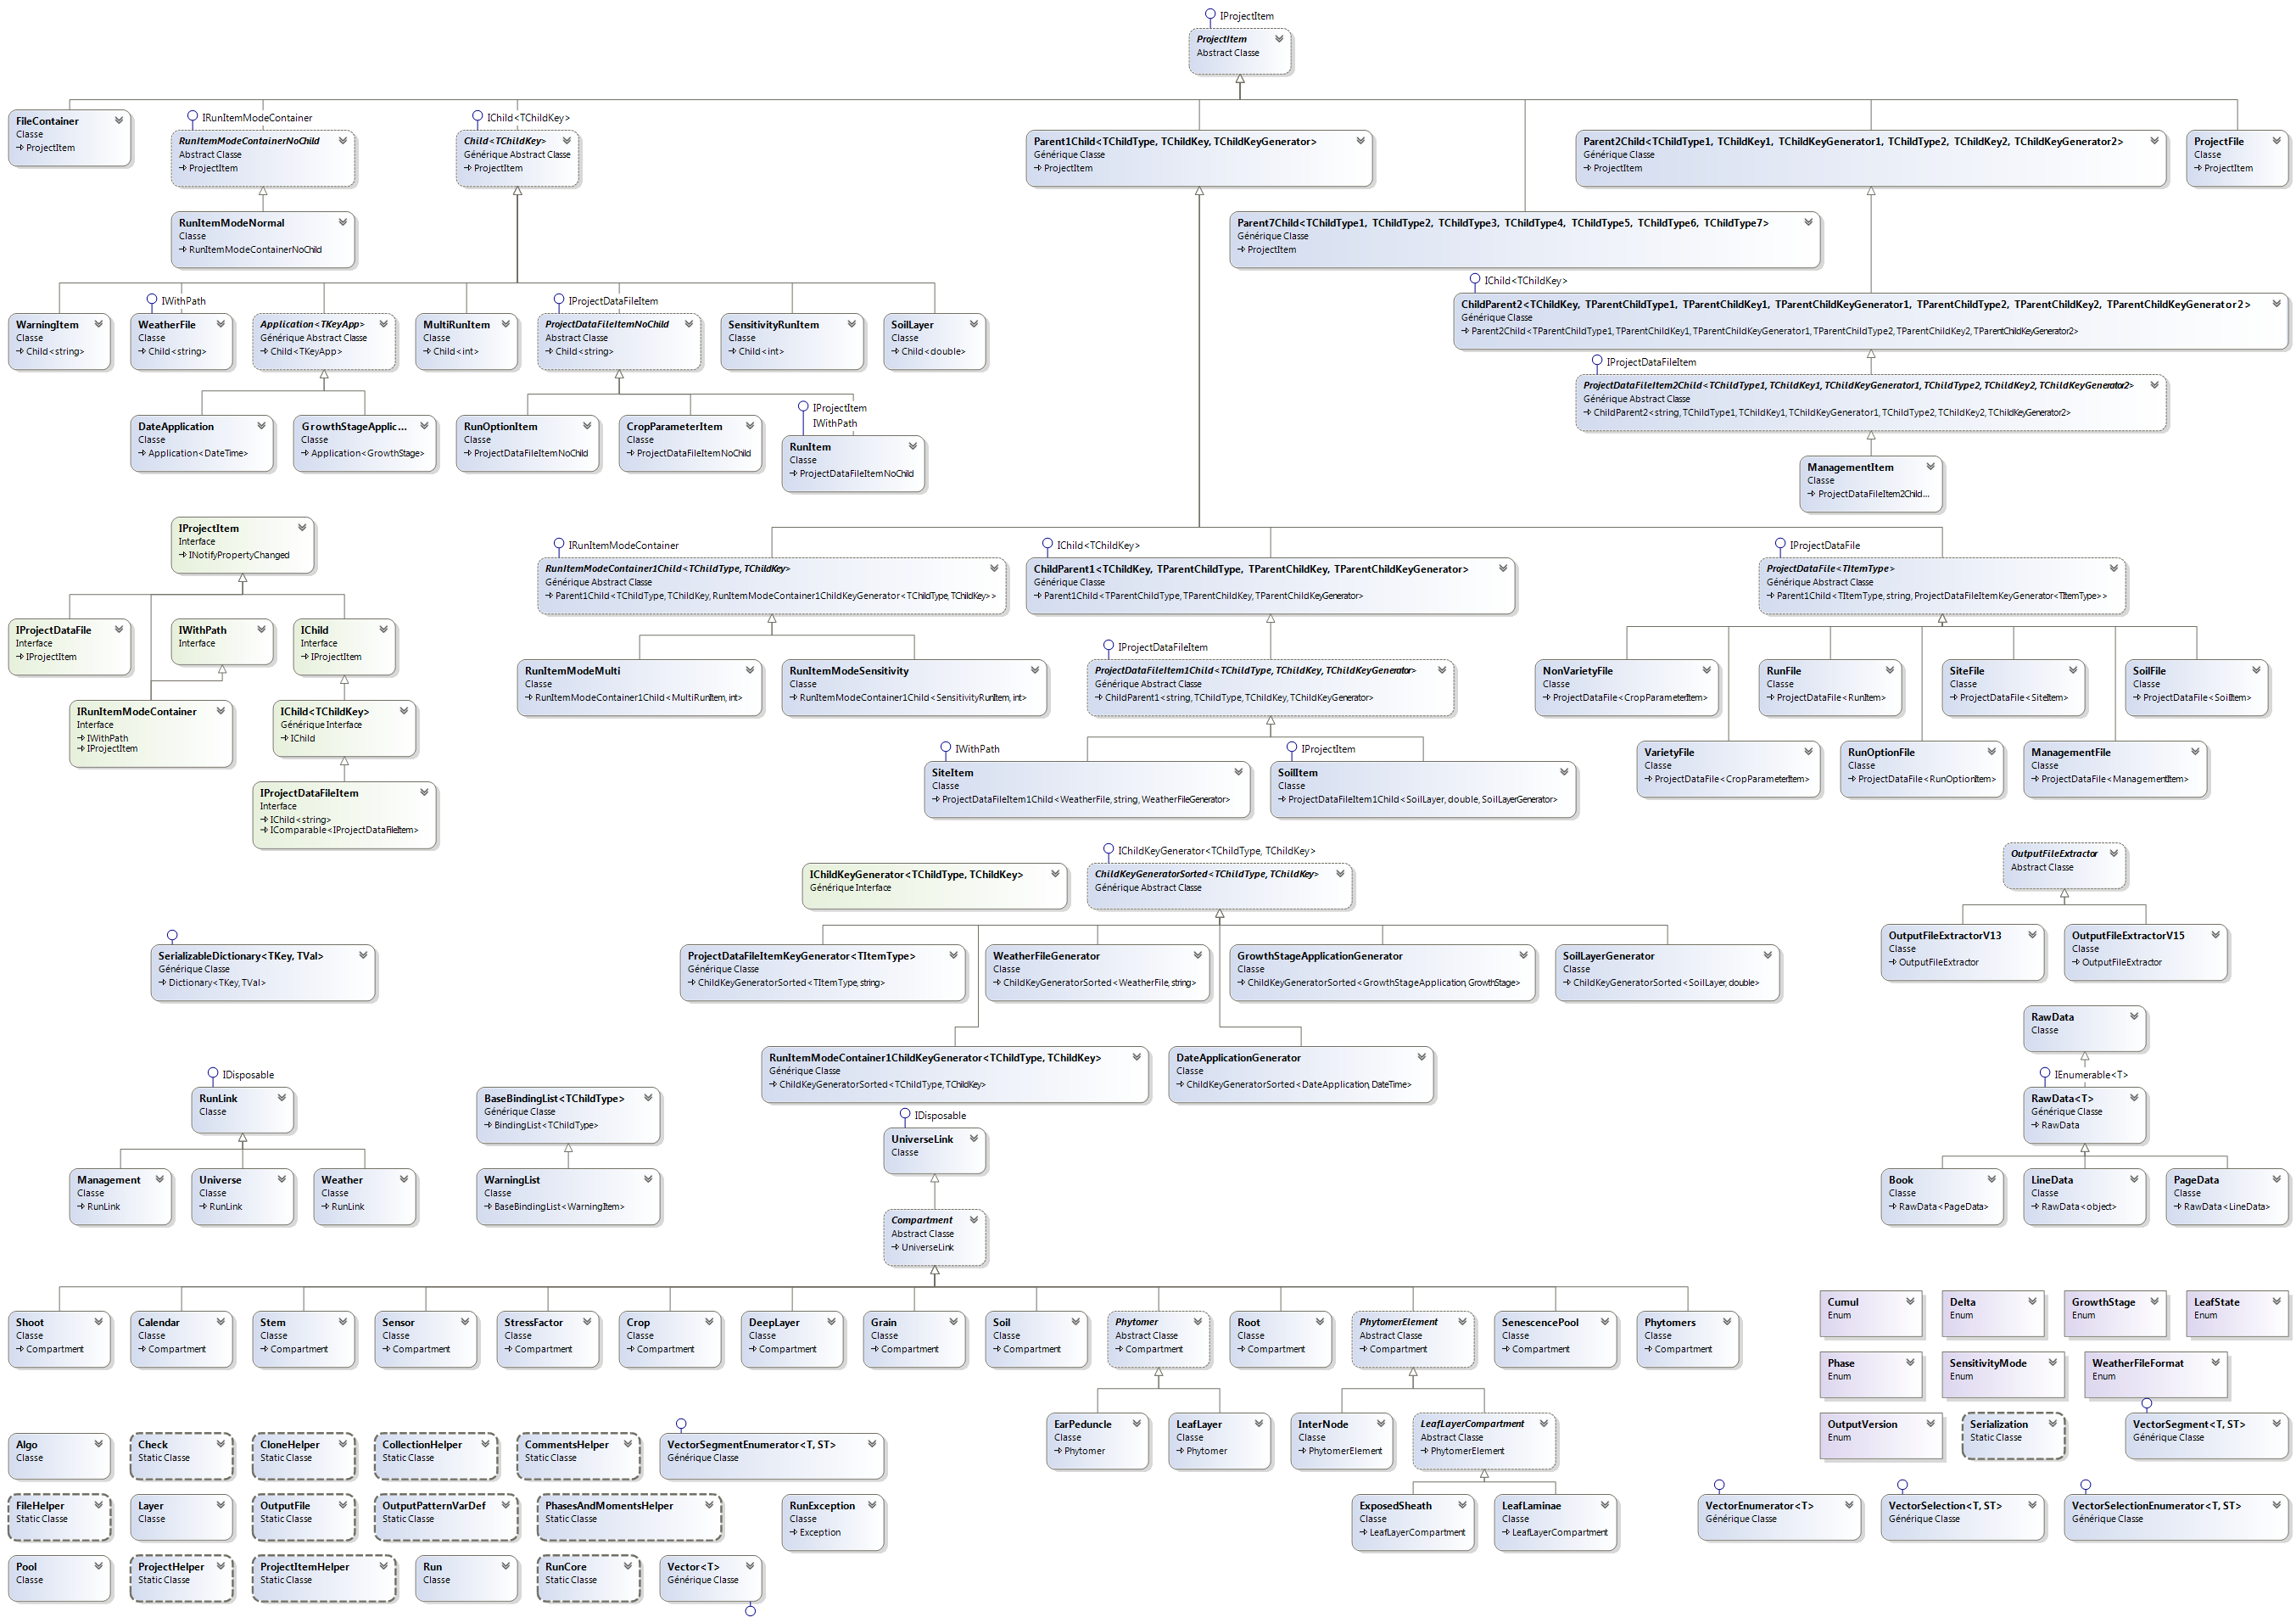 IProjectItem
ProjectItem
Abstract Classe
FileContainer
Classe
ProjectItem
IRunItemModeContainer
RunItemModeContainerNoChild
Abstract Classe
ProjectItem
IChild<TChildKey>
Child<TChildKey>
Générique Abstract Classe
ProjectItem
Parent1Child<TChildType, TChildKey, TChildKeyGenerator>
Générique Classe
ProjectItem
Parent2Child<TChildType1, TChildKey1, TChildKeyGenerator1, TChildType2, TChildKey2, TChildKeyGenerator2>
Générique Classe
ProjectItem
ProjectFile
Classe
ProjectItem
RunItemModeNormal
Classe
RunItemModeContainerNoChild
Parent7Child<TChildType1, TChildType2, TChildType3, TChildType4, TChildType5, TChildType6, TChildType7>
Générique Classe
ProjectItem
IChild<TChildKey>
ChildParent2<TChildKey, TParentChildType1, TParentChildKey1, TParentChildKeyGenerator1, TParentChildType2, TParentChildKey2, TParentChildKeyGenerator2>
Générique Classe
Parent2Child<TParentChildType1, TParentChildKey1, TParentChildKeyGenerator1, TParentChildType2, TParentChildKey2, TParentChildKeyGenerator2>
WarningItem
Classe
Child<string>
IWithPath
WeatherFile
Classe
Child<string>
Application<TKeyApp>
Générique Abstract Classe
Child<TKeyApp>
MultiRunItem
Classe
Child<int>
IProjectDataFileItem
ProjectDataFileItemNoChild
Abstract Classe
Child<string>
SensitivityRunItem
Classe
Child<int>
SoilLayer
Classe
Child<double>
IProjectDataFileItem
ProjectDataFileItem2Child<TChildType1, TChildKey1, TChildKeyGenerator1, TChildType2, TChildKey2, TChildKeyGenerator2>
Générique Abstract Classe
ChildParent2<string, TChildType1, TChildKey1, TChildKeyGenerator1, TChildType2, TChildKey2, TChildKeyGenerator2>
DateApplication
Classe
Application<DateTime>
GrowthStageApplic...
Classe
Application<GrowthStage>
RunOptionItem
Classe
ProjectDataFileItemNoChild
CropParameterItem
Classe
ProjectDataFileItemNoChild
IProjectItem
IWithPath
RunItem
Classe
ProjectDataFileItemNoChild
ManagementItem
Classe
ProjectDataFileItem2Child...
IProjectItem
Interface
INotifyPropertyChanged
IRunItemModeContainer
RunItemModeContainer1Child<TChildType, TChildKey>
Générique Abstract Classe
Parent1Child<TChildType, TChildKey, RunItemModeContainer1ChildKeyGenerator<TChildType, TChildKey>>
IChild<TChildKey>
ChildParent1<TChildKey, TParentChildType, TParentChildKey, TParentChildKeyGenerator>
Générique Classe
Parent1Child<TParentChildType, TParentChildKey, TParentChildKeyGenerator>
IProjectDataFile
ProjectDataFile<TItemType>
Générique Abstract Classe
Parent1Child<TItemType, string, ProjectDataFileItemKeyGenerator<TItemType>>
IProjectDataFile
Interface
IProjectItem
IWithPath
Interface
IChild
Interface
IProjectItem
RunItemModeMulti
Classe
RunItemModeContainer1Child<MultiRunItem, int>
RunItemModeSensitivity
Classe
RunItemModeContainer1Child<SensitivityRunItem, int>
IProjectDataFileItem
ProjectDataFileItem1Child<TChildType, TChildKey, TChildKeyGenerator>
Générique Abstract Classe
ChildParent1<string, TChildType, TChildKey, TChildKeyGenerator>
NonVarietyFile
Classe
ProjectDataFile<CropParameterItem>
RunFile
Classe
ProjectDataFile<RunItem>
SiteFile
Classe
ProjectDataFile<SiteItem>
SoilFile
Classe
ProjectDataFile<SoilItem>
IRunItemModeContainer
Interface
IWithPath
IProjectItem
IChild<TChildKey>
Générique Interface
IChild
IWithPath
SiteItem
Classe
ProjectDataFileItem1Child<WeatherFile, string, WeatherFileGenerator>
IProjectItem
SoilItem
Classe
ProjectDataFileItem1Child<SoilLayer, double, SoilLayerGenerator>
VarietyFile
Classe
ProjectDataFile<CropParameterItem>
RunOptionFile
Classe
ProjectDataFile<RunOptionItem>
ManagementFile
Classe
ProjectDataFile<ManagementItem>
IProjectDataFileItem
Interface
IChild<string>
IComparable<IProjectDataFileItem>
IChildKeyGenerator<TChildType, TChildKey>
Générique Interface
IChildKeyGenerator<TChildType, TChildKey>
ChildKeyGeneratorSorted<TChildType, TChildKey>
Générique Abstract Classe
OutputFileExtractor
Abstract Classe
SerializableDictionary<TKey, TVal>
Générique Classe
Dictionary<TKey, TVal>
ProjectDataFileItemKeyGenerator<TItemType>
Générique Classe
ChildKeyGeneratorSorted<TItemType, string>
WeatherFileGenerator
Classe
ChildKeyGeneratorSorted<WeatherFile, string>
GrowthStageApplicationGenerator
Classe
ChildKeyGeneratorSorted<GrowthStageApplication, GrowthStage>
SoilLayerGenerator
Classe
ChildKeyGeneratorSorted<SoilLayer, double>
OutputFileExtractorV13
Classe
OutputFileExtractor
OutputFileExtractorV15
Classe
OutputFileExtractor
RawData
Classe
RunItemModeContainer1ChildKeyGenerator<TChildType, TChildKey>
Générique Classe
ChildKeyGeneratorSorted<TChildType, TChildKey>
DateApplicationGenerator
Classe
ChildKeyGeneratorSorted<DateApplication, DateTime>
IDisposable
RunLink
Classe
BaseBindingList<TChildType>
Générique Classe
BindingList<TChildType>
IEnumerable<T>
RawData<T>
Générique Classe
RawData
IDisposable
UniverseLink
Classe
Management
Classe
RunLink
Universe
Classe
RunLink
Weather
Classe
RunLink
WarningList
Classe
BaseBindingList<WarningItem>
Book
Classe
RawData<PageData>
LineData
Classe
RawData<object>
PageData
Classe
RawData<LineData>
Compartment
Abstract Classe
UniverseLink
Shoot
Classe
Compartment
Calendar
Classe
Compartment
Stem
Classe
Compartment
Sensor
Classe
Compartment
StressFactor
Classe
Compartment
Crop
Classe
Compartment
DeepLayer
Classe
Compartment
Grain
Classe
Compartment
Soil
Classe
Compartment
Phytomer
Abstract Classe
Compartment
Root
Classe
Compartment
PhytomerElement
Abstract Classe
Compartment
SenescencePool
Classe
Compartment
Phytomers
Classe
Compartment
Cumul
Enum
Delta
Enum
GrowthStage
Enum
LeafState
Enum
Phase
Enum
SensitivityMode
Enum
WeatherFileFormat
Enum
EarPeduncle
Classe
Phytomer
LeafLayer
Classe
Phytomer
InterNode
Classe
PhytomerElement
LeafLayerCompartment
Abstract Classe
PhytomerElement
OutputVersion
Enum
Serialization
Static Classe
VectorSegment<T, ST>
Générique Classe
Algo
Classe
Check
Static Classe
CloneHelper
Static Classe
CollectionHelper
Static Classe
CommentsHelper
Static Classe
VectorSegmentEnumerator<T, ST>
Générique Classe
FileHelper
Static Classe
Layer
Classe
OutputFile
Static Classe
OutputPatternVarDef
Static Classe
PhasesAndMomentsHelper
Static Classe
RunException
Classe
Exception
ExposedSheath
Classe
LeafLayerCompartment
LeafLaminae
Classe
LeafLayerCompartment
VectorEnumerator<T>
Générique Classe
VectorSelection<T, ST>
Générique Classe
VectorSelectionEnumerator<T, ST>
Générique Classe
Pool
Classe
ProjectHelper
Static Classe
ProjectItemHelper
Static Classe
Run
Classe
RunCore
Static Classe
Vector<T>
Générique Classe